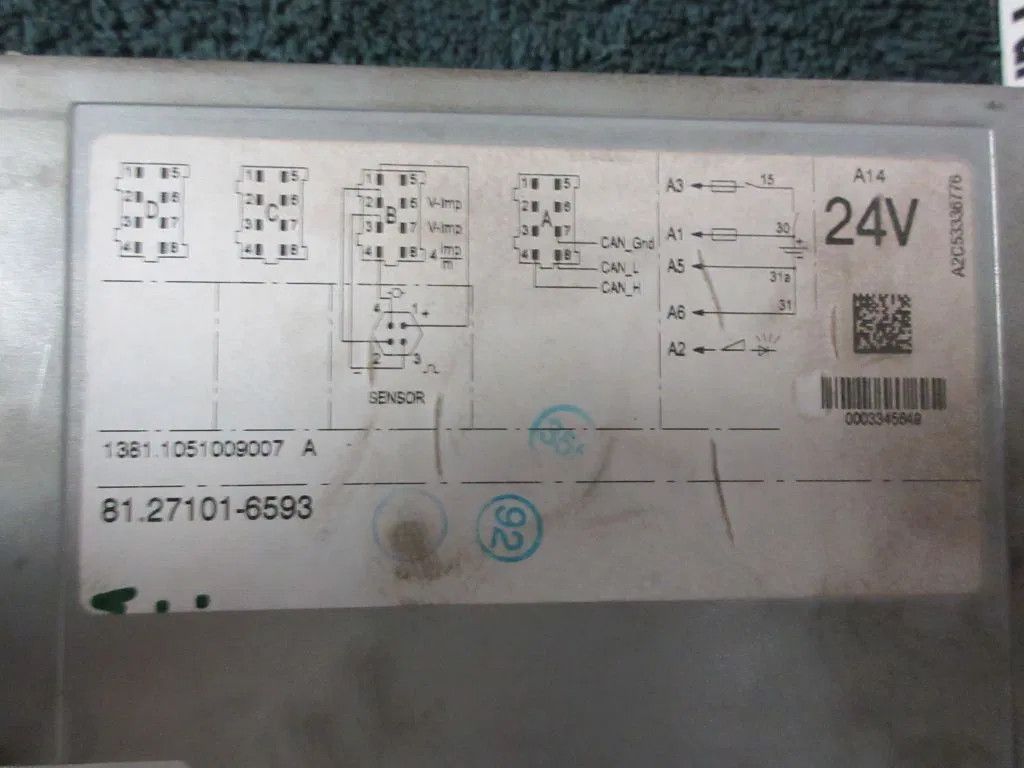 1 5
2 6
D
3 7
4 8
1 5
2 6
C
3 7
4 8
1 5
2 6 V-Imp
B
3 7 V-Imp
4 8 4 Imp
m
1 5
2 6
A
3 7
4 8
CAN_Gnd
CAN_L
CAN_H
4 1
+
2 3
SENSOR
A3 15
A1 30
+
A5 31a
A6 31
A2
A14
24V
A2C53336776
0003345849
1381.1051009007 A
81.27101-6593
92